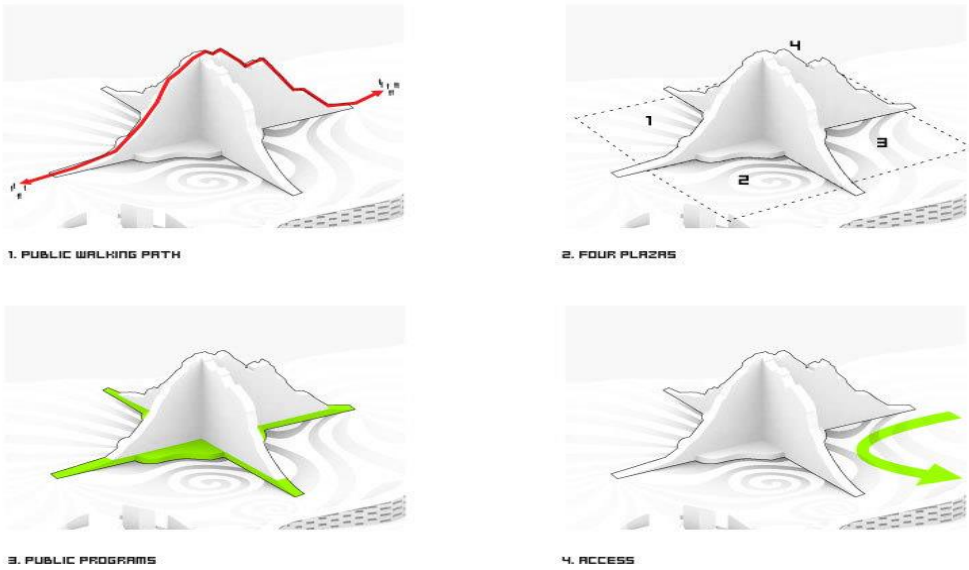 4
1
3
2
1. PUBLIC WALKING PATH
2. FOUR PLAZAS
3. PUBLIC PROGRAMS
4. ACCESS